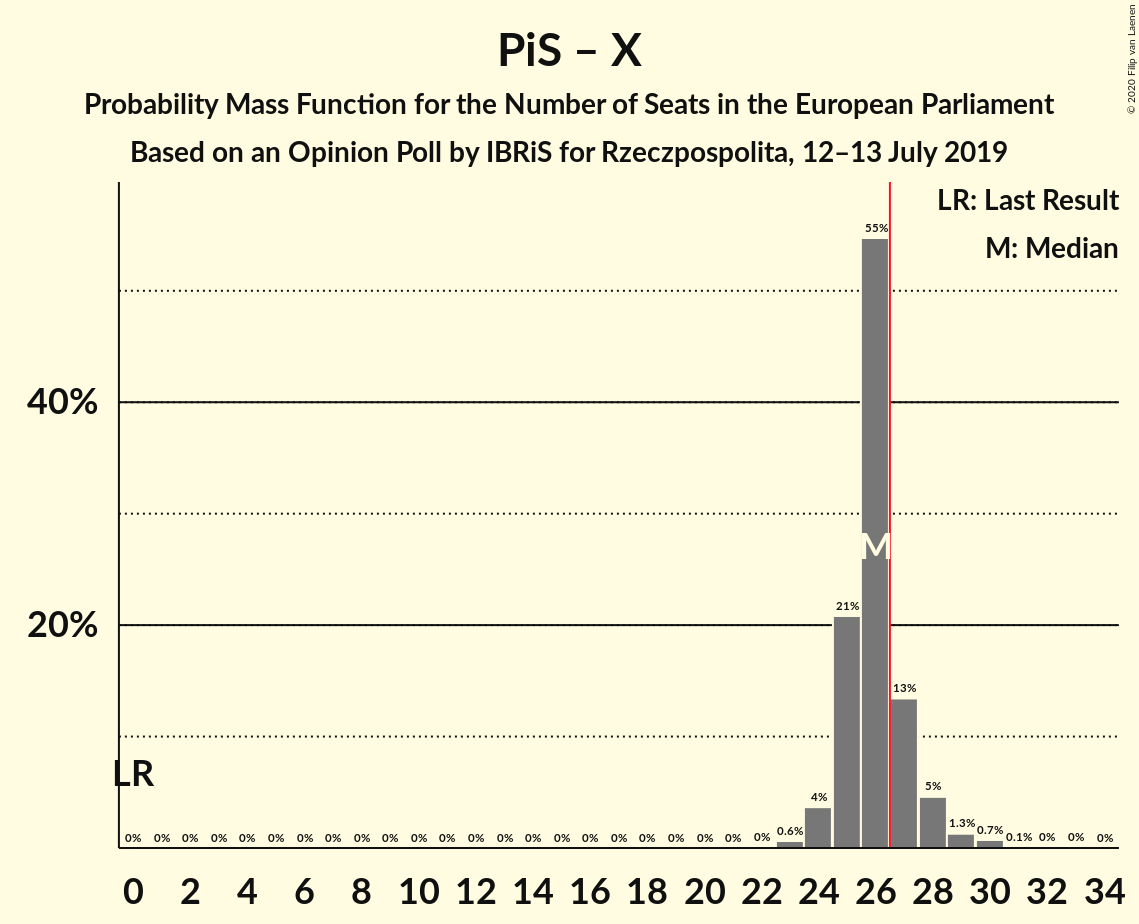 PiS – X
Probability Mass Function for the Number of Seats in the European Parliament
Based on an Opinion Poll by IBRiS for Rzeczpospolita, 12–13 July 2019
© 2020 Filip van Laenen
LR: Last Result
M: Median
55%
40%
M
21%
20%
13%
LR
5%
4%
0% 0% 0% 0% 0% 0% 0% 0% 0% 0% 0% 0% 0% 0% 0% 0% 0% 0% 0% 0% 0% 0% 0% 0.6% 1.3% 0.7% 0.1% 0% 0% 0%
0 2 4 6 8 10 12 14 16 18 20 22 24 26 28 30 32 34